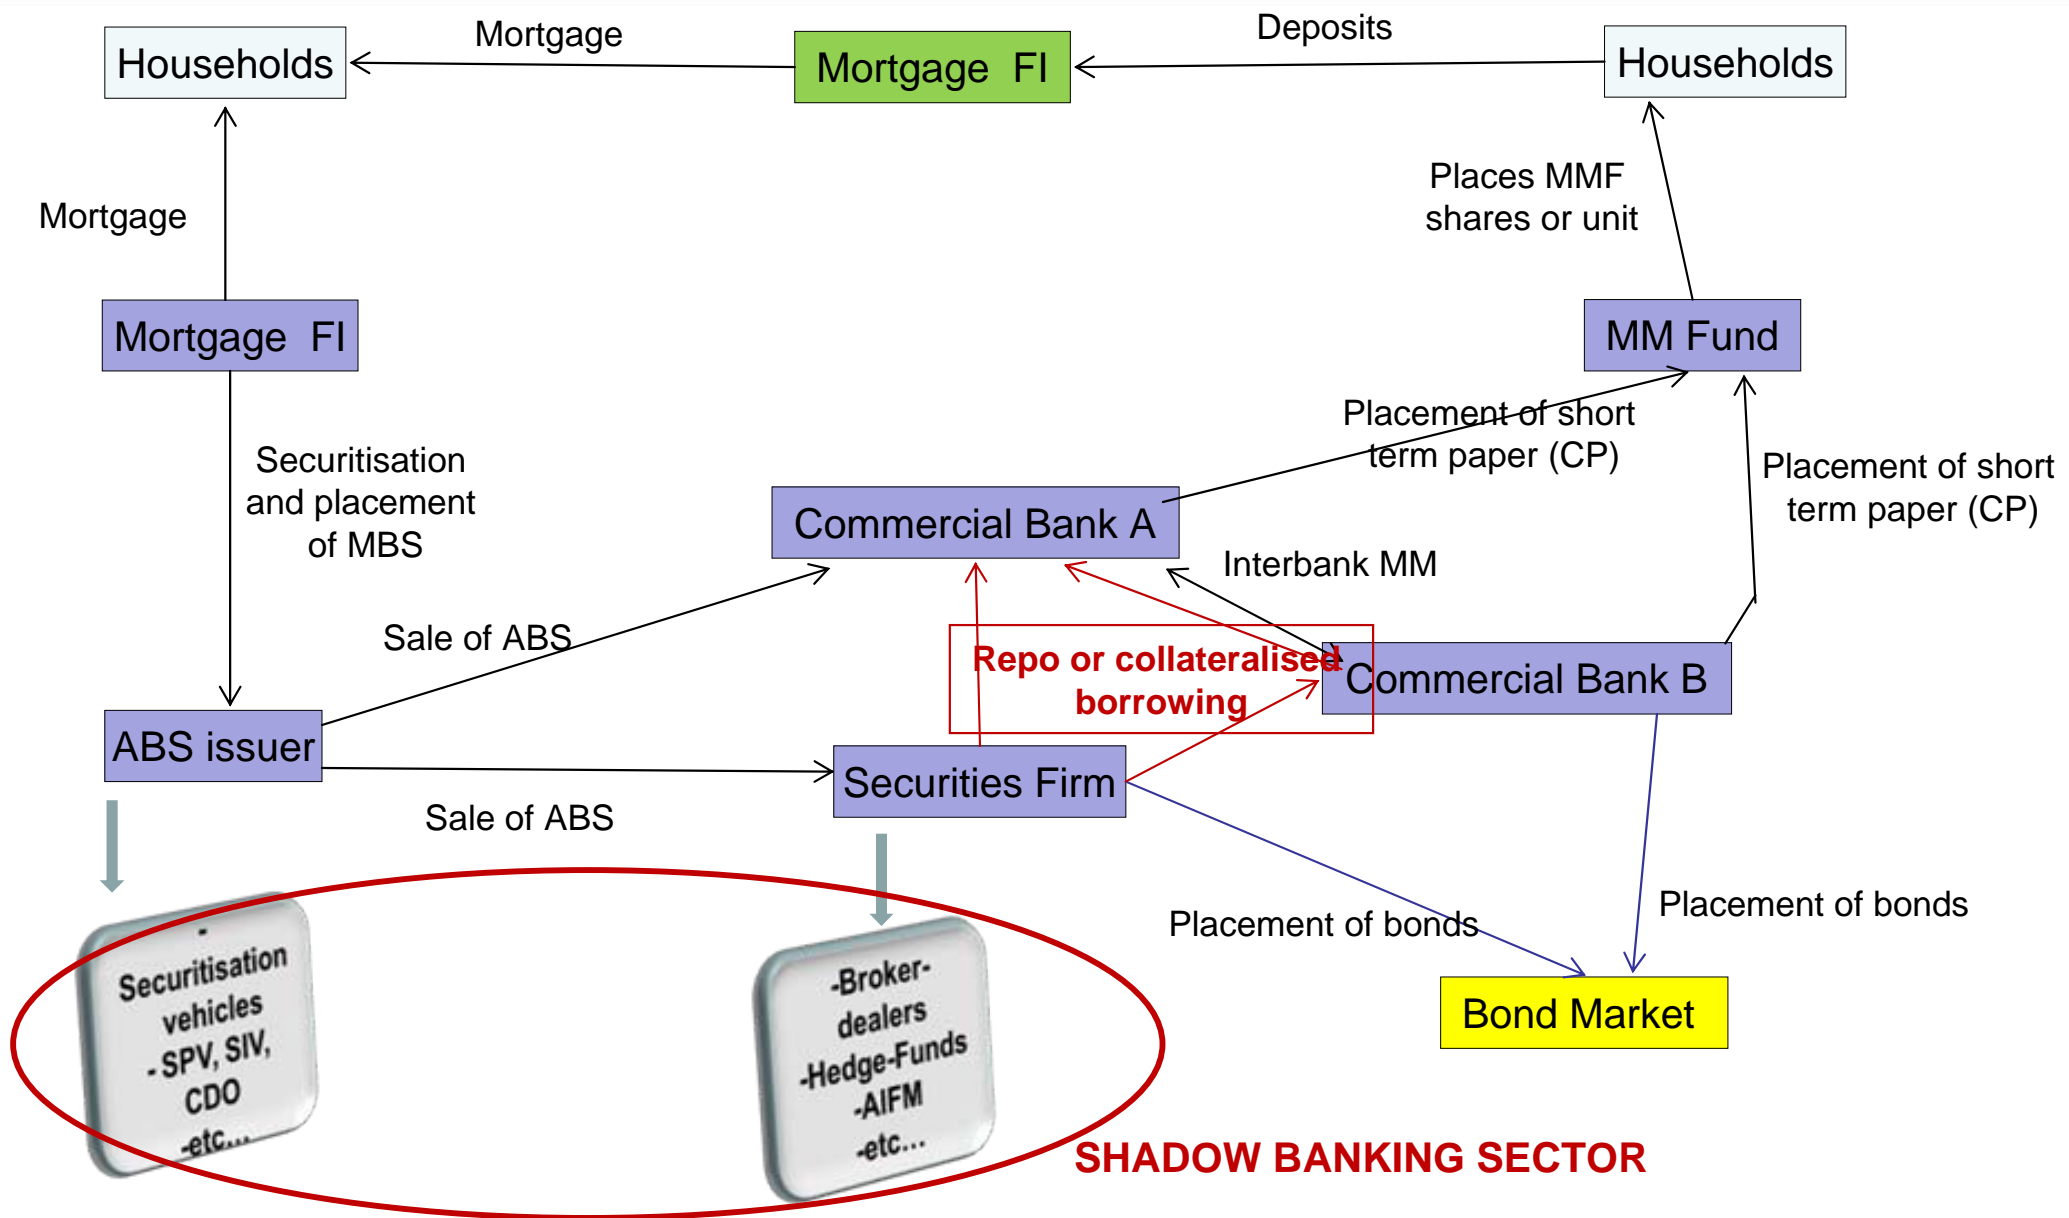 Households
Mortgage
Mortgage FI
Deposits
Households
Mortgage
Places MMF
shares or unit
Mortgage FI
MM Fund
Securitisation
and placement
of MBS
Placement of short
term paper (CP)
Placement of short
term paper (CP)
Commercial Bank A
Interbank MM
Sale of ABS
Repo or collateralised
borrowing
Commercial Bank B
ABS issuer
Securities Firm
Sale of ABS
Placement of bonds
Placement of bonds
-
Securitisation
vehicles
- SPV, SIV,
CDO
-etc...
-Broker-
dealers
-Hedge-Funds
-AIFM
-etc...
Bond Market
SHADOW BANKING SECTOR